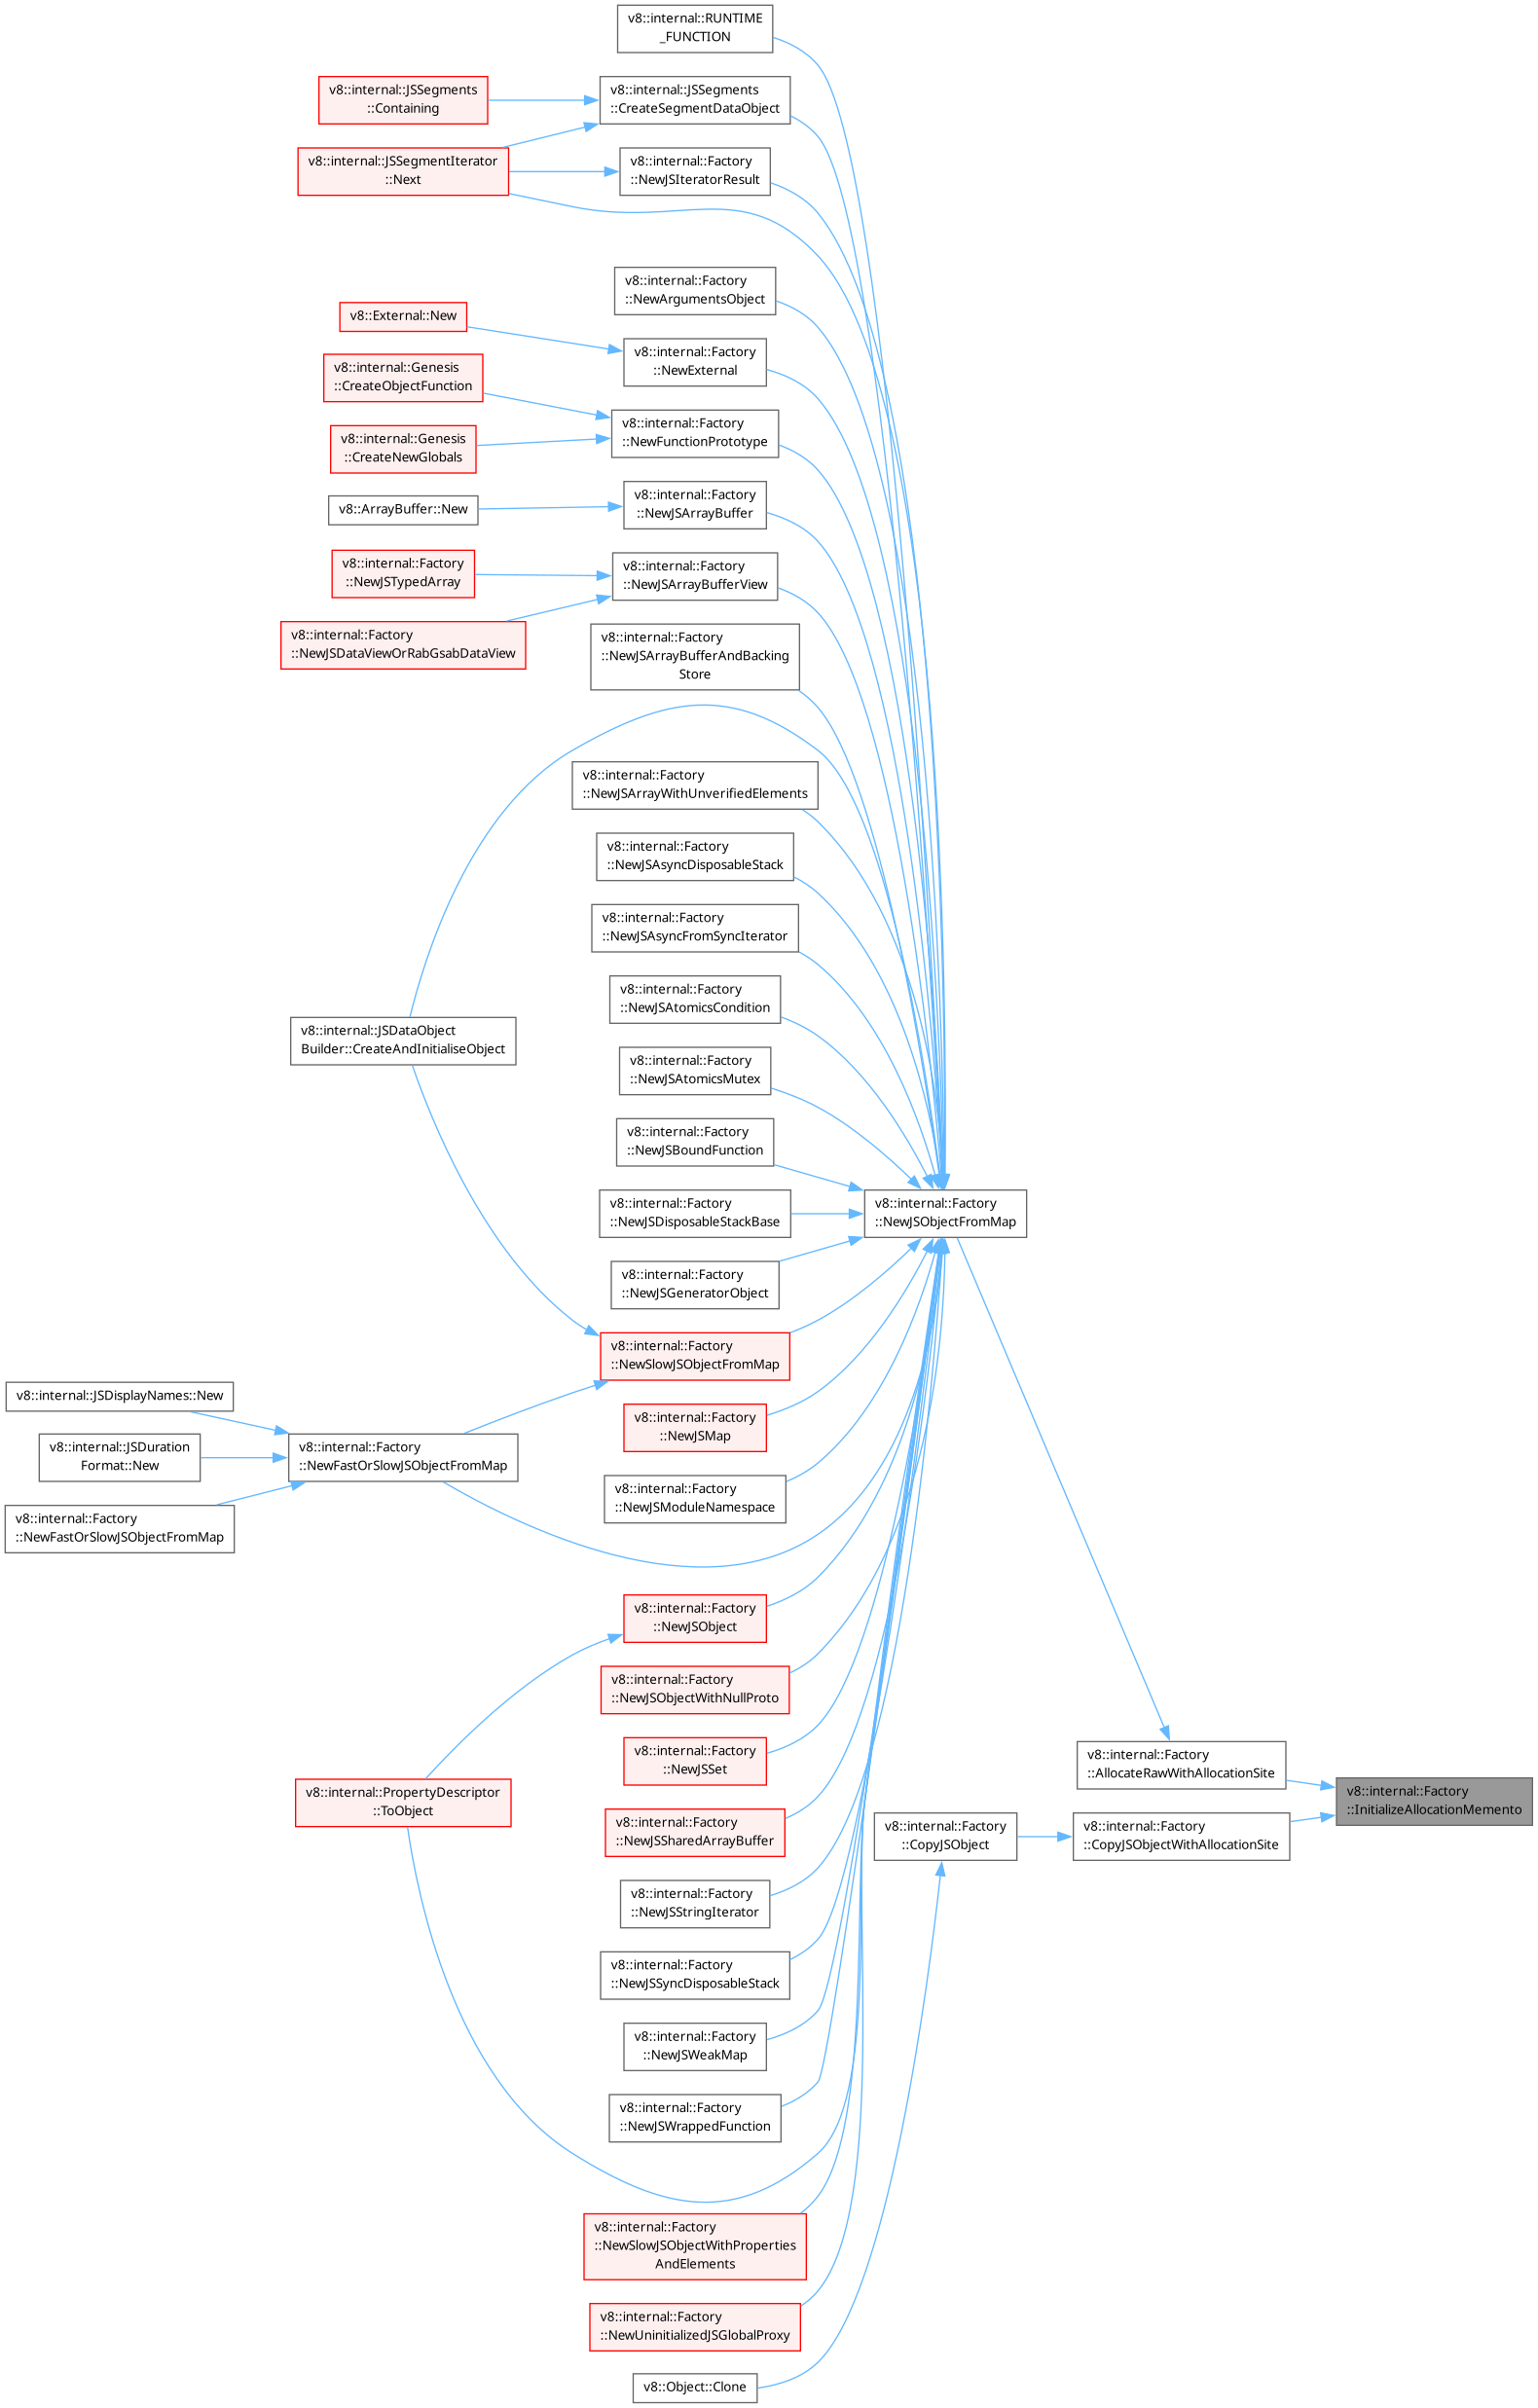 v8::internal::RUNTIME
_FUNCTION
v8::internal::JSSegments
::Containing
v8::internal::JSSegments
::CreateSegmentDataObject
v8::internal::JSSegmentIterator
::Next
v8::internal::Factory
::NewJSIteratorResult
v8::internal::Factory
::NewArgumentsObject
v8::External::New
v8::internal::Factory
::NewExternal
v8::internal::Genesis
::CreateObjectFunction
v8::internal::Factory
::NewFunctionPrototype
v8::internal::Genesis
::CreateNewGlobals
v8::ArrayBuffer::New
v8::internal::Factory
::NewJSArrayBuffer
v8::internal::Factory
::NewJSTypedArray
v8::internal::Factory
::NewJSArrayBufferView
v8::internal::Factory
::NewJSDataViewOrRabGsabDataView
v8::internal::Factory
::NewJSArrayBufferAndBacking
Store
v8::internal::Factory
::NewJSArrayWithUnverifiedElements
v8::internal::Factory
::NewJSAsyncDisposableStack
v8::internal::Factory
::NewJSAsyncFromSyncIterator
v8::internal::Factory
::NewJSAtomicsCondition
v8::internal::JSDataObject
Builder::CreateAndInitialiseObject
v8::internal::Factory
::NewJSAtomicsMutex
v8::internal::Factory
::NewJSBoundFunction
v8::internal::Factory
::NewJSDisposableStackBase
v8::internal::Factory
::NewJSObjectFromMap
v8::internal::Factory
::NewJSGeneratorObject
v8::internal::Factory
::NewSlowJSObjectFromMap
v8::internal::JSDisplayNames::New
v8::internal::Factory
::NewJSMap
v8::internal::JSDuration
Format::New
v8::internal::Factory
::NewFastOrSlowJSObjectFromMap
v8::internal::Factory
::NewJSModuleNamespace
v8::internal::Factory
::NewFastOrSlowJSObjectFromMap
v8::internal::Factory
::NewJSObject
v8::internal::Factory
::NewJSObjectWithNullProto
v8::internal::Factory
::NewJSSet
v8::internal::Factory
::AllocateRawWithAllocationSite
v8::internal::PropertyDescriptor
::ToObject
v8::internal::Factory
::InitializeAllocationMemento
v8::internal::Factory
::NewJSSharedArrayBuffer
v8::internal::Factory
::CopyJSObject
v8::internal::Factory
::CopyJSObjectWithAllocationSite
v8::internal::Factory
::NewJSStringIterator
v8::internal::Factory
::NewJSSyncDisposableStack
v8::internal::Factory
::NewJSWeakMap
v8::internal::Factory
::NewJSWrappedFunction
v8::internal::Factory
::NewSlowJSObjectWithProperties
AndElements
v8::internal::Factory
::NewUninitializedJSGlobalProxy
v8::Object::Clone